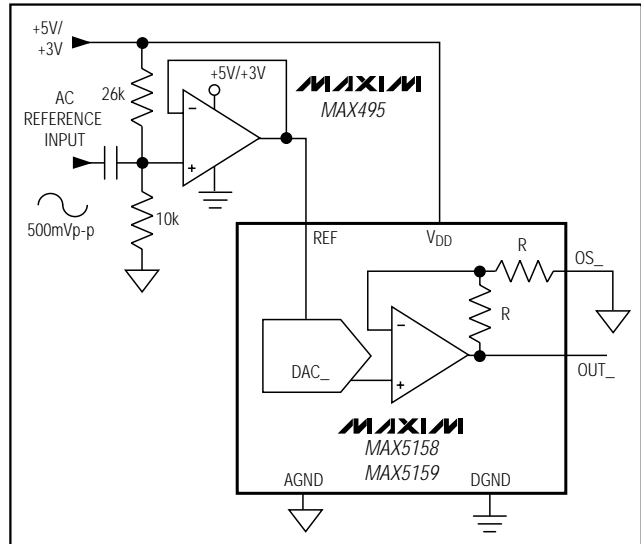 +5V/
+3V
26k
+5V/+3V
MAXIM
MAX495
AC
REFERENCE
INPUT
−
+
500mVp-p
10k
REF
VDD
R
OS_
R
−
+
DAC_
OUT_
MAXIM
MAX5158
MAX5159
AGND
DGND